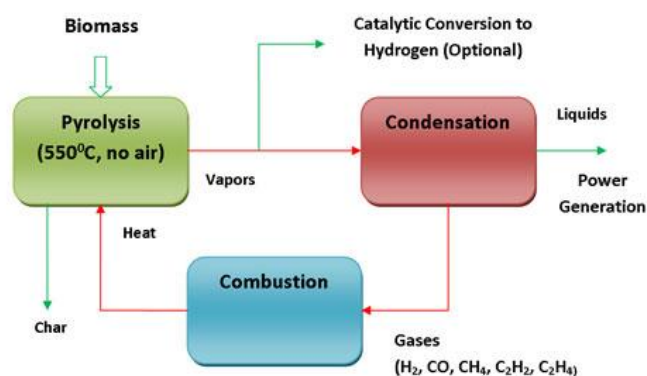 Biomass
Catalytic Conversion to
Hydrogen (Optional)
Pyrolysis
(550⁰C, no air)
Condensation
Liquids
Vapors
Power
Generation
Heat
Combustion
Char
Gases
(H₂, CO, CH₄, C₂H₂, C₂H₄)